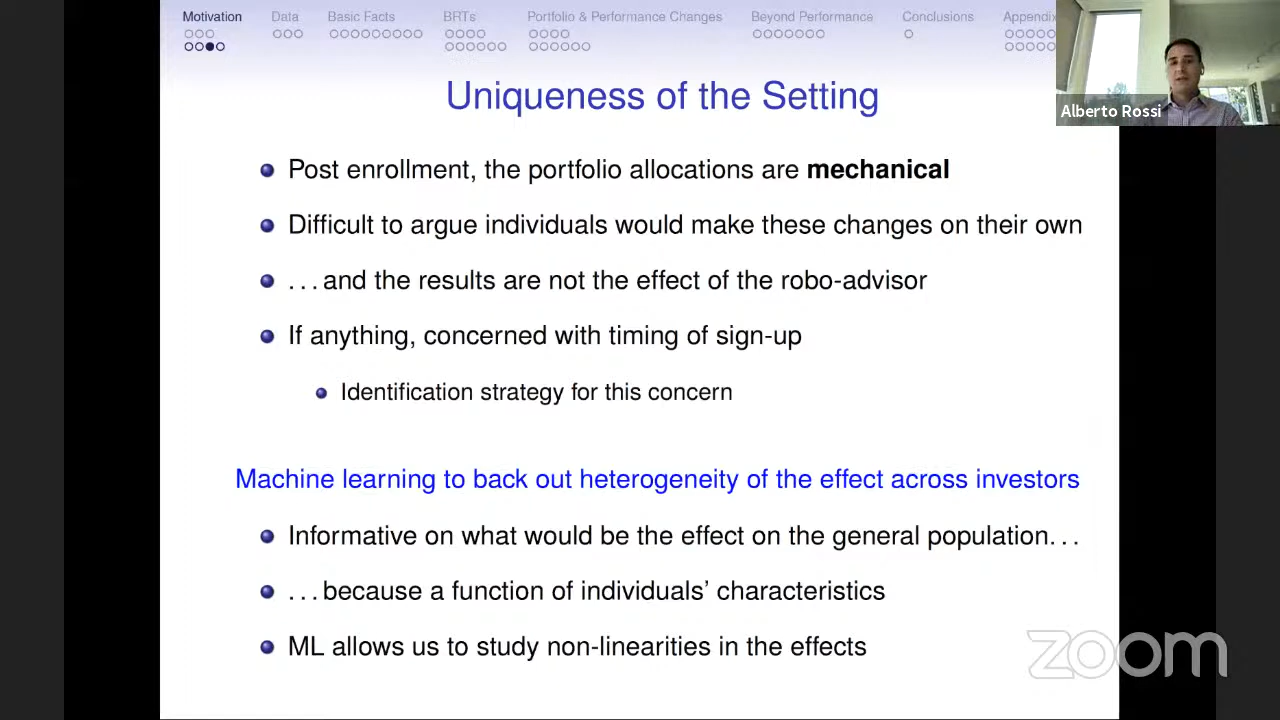 Motivation Data Basic Facts BRTs Portfolio & Performance Changes Beyond Performance Conclusions Appendix
Alberto Rossi
Uniqueness of the Setting
Post enrollment, the portfolio allocations are mechanical
Difficult to argue individuals would make these changes on their own
...and the results are not the effect of the robo-advisor
If anything, concerned with timing of sign-up
Identification strategy for this concern
Machine learning to back out heterogeneity of the effect across investors
Informative on what would be the effect on the general population...
...because a function of individuals’ characteristics
ML allows us to study non-linearities in the effects
zoom